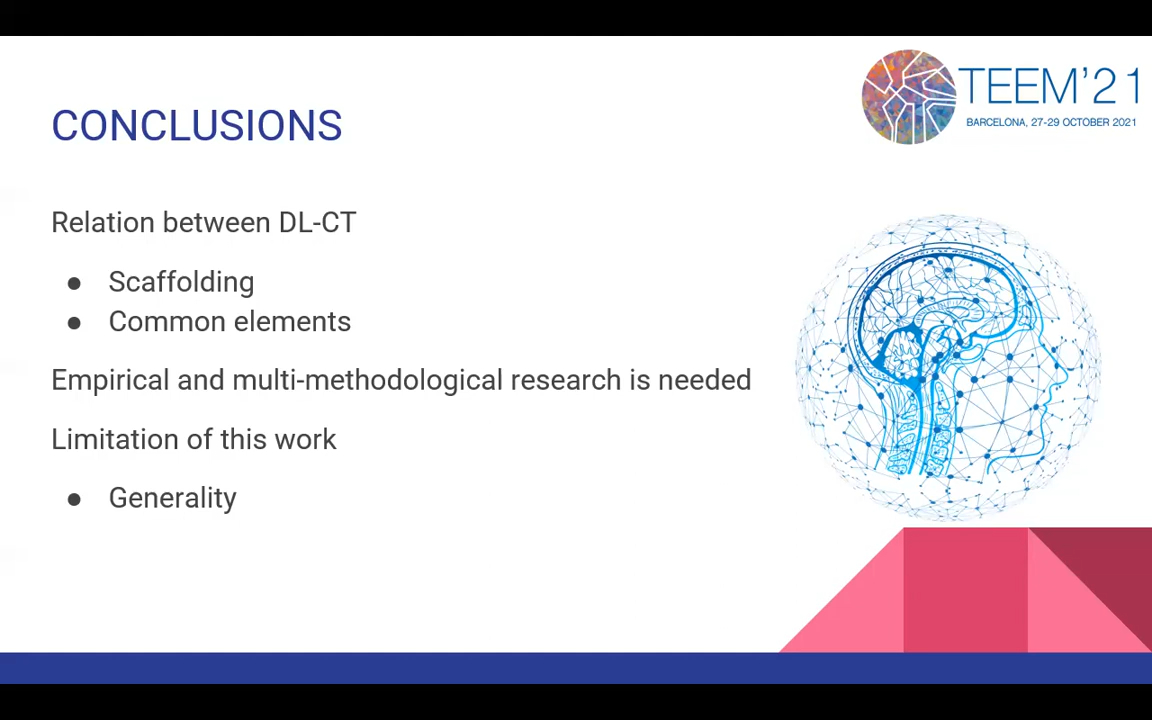 TEEM'21
BARCELONA, 27-29 OCTOBER 2021
CONCLUSIONS
Relation between DL-CT
● Scaffolding
● Common elements
Empirical and multi-methodological research is needed
Limitation of this work
● Generality